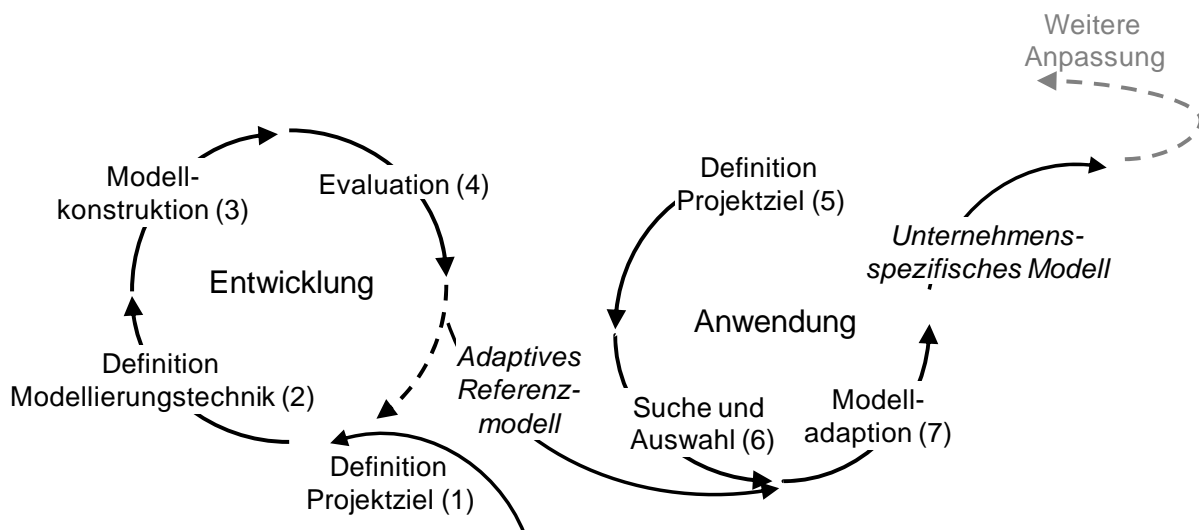 Weitere
Anpassung
Modell-
konstruktion (3)
Evaluation (4)
Entwicklung
Definition
Modellierungstechnik (2)
Definition
Projektziel (1)
Adaptives
Referenz-
modell
Definition
Projektziel (5)
Anwendung
Suche und
Auswahl (6)
Modell-
adaption (7)
Unternehmens-
spezifisches Modell